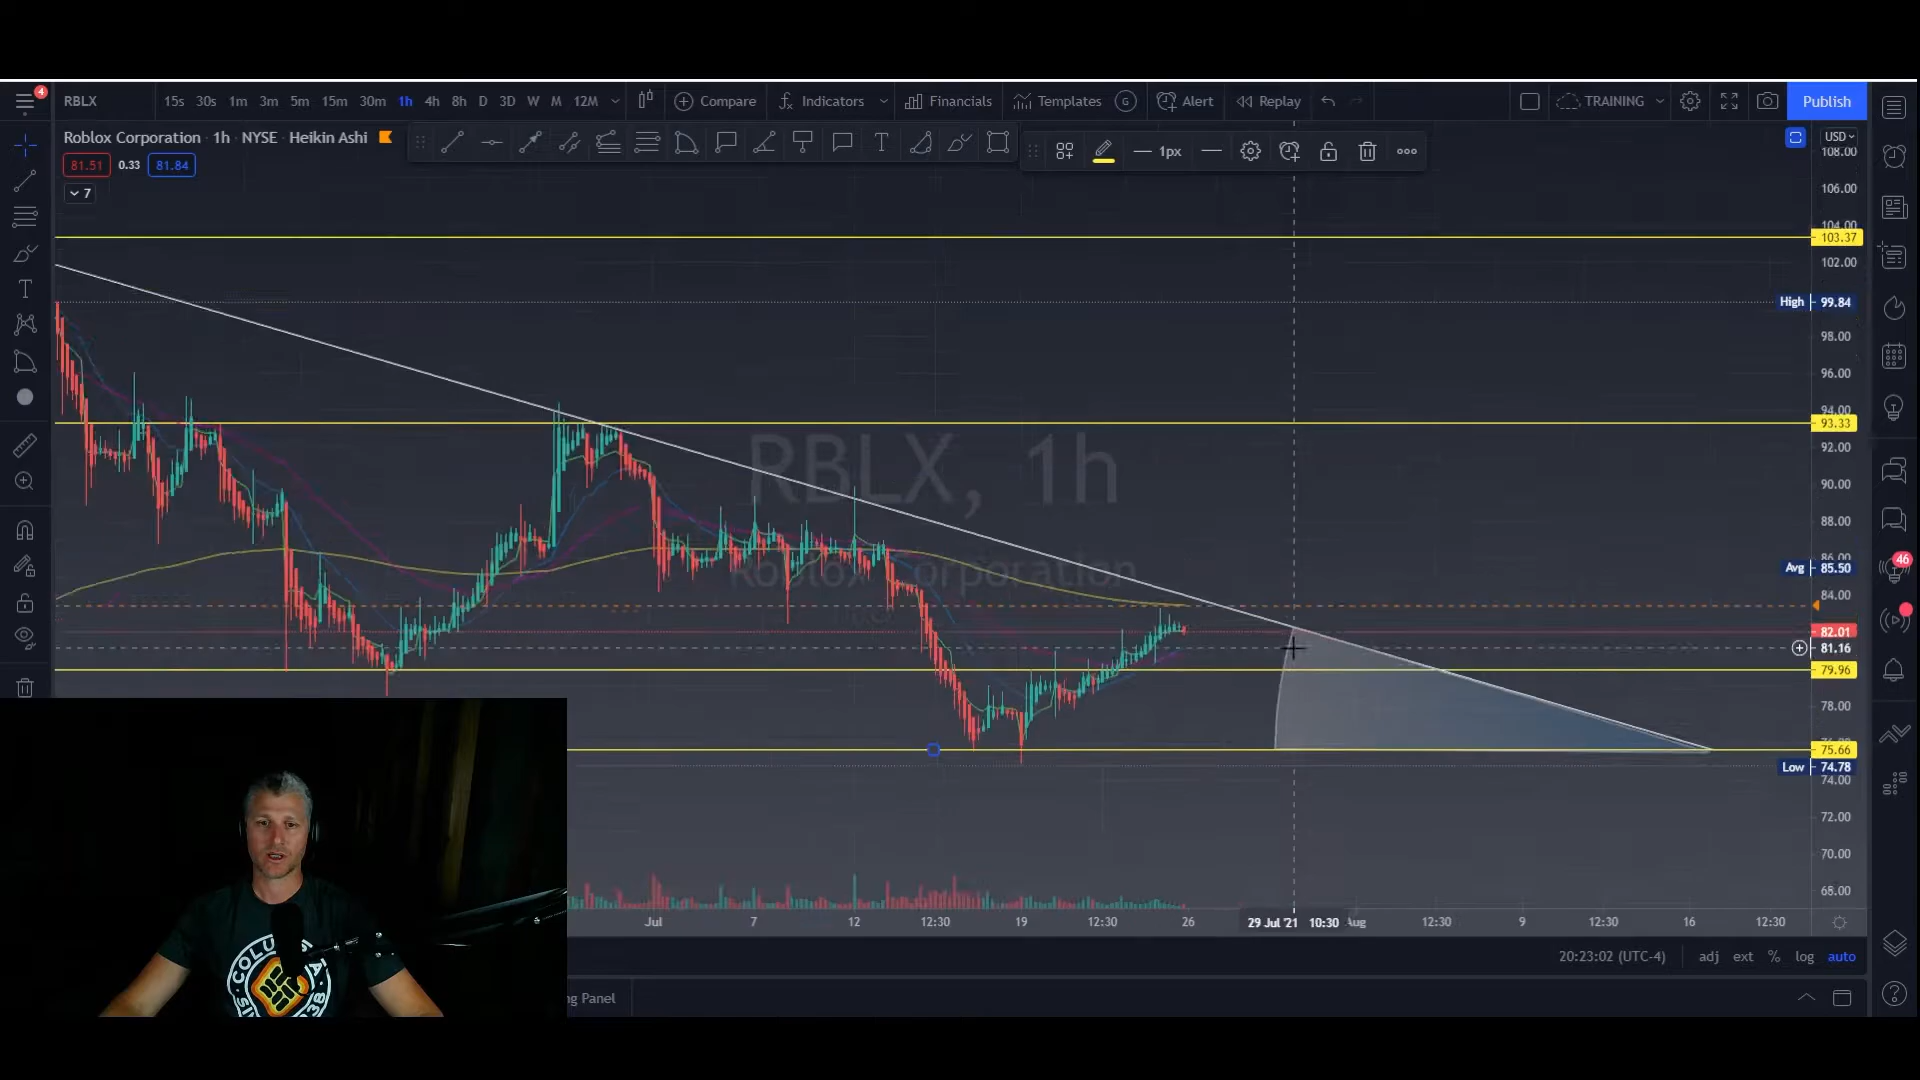 4
RBLX 15s 30s 1m 3m 5m 15m 30m 1h 4h 8h D 3D W M 12M Compare Indicators Financials Templates G Alert Replay TRAINING Publish
Roblox Corporation · 1h · NYSE · Heikin Ashi
T
1px
USD
81.51 0.33 81.84
7
T
108.00
106.00
104.00
103.37
102.00
High 99.84
98.00
96.00
94.00
93.33
92.00
90.00
88.00
86.00
Avg 85.50
84.00
82.01
81.16
79.96
78.00
75.66
Low 74.78
74.00
72.00
70.00
68.00
RBLX, 1h
Roblox Corporation
46
Jul 7 12 12:30 19 12:30 26 29 Jul '21 10:30 Aug 12:30 9 12:30 16 12:30
20:23:02 (UTC-4) adj ext % log auto
ng Panel
COLU